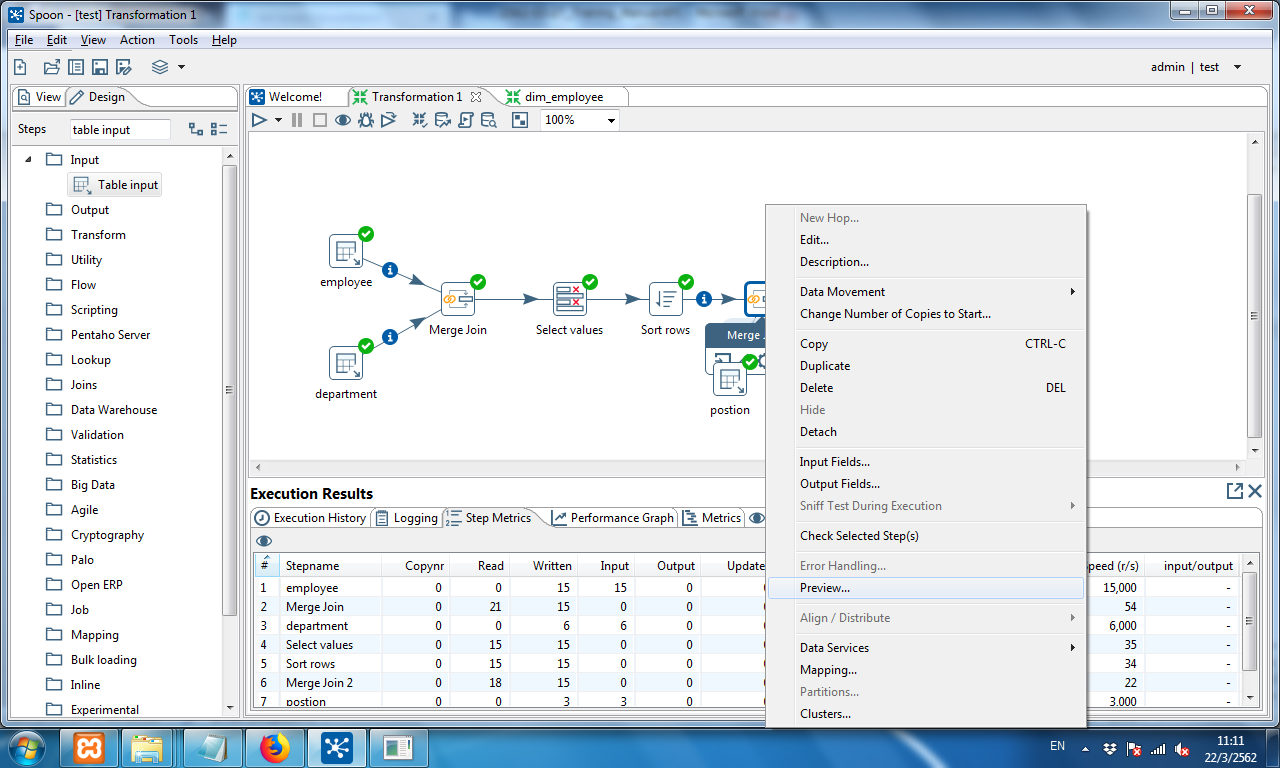 Spoon - [test] Transformation 1
File Edit View Action Tools Help
admin | test
View Design
Welcome! Transformation 1 dim_employee
Steps table input
100%
Input
Table input
Output
Transform
Utility
Flow
Scripting
Pentaho Server
Lookup
Joins
Data Warehouse
Validation
Statistics
Big Data
Agile
Cryptography
Palo
Open ERP
Job
Mapping
Bulk loading
Inline
Experimental
employee
Merge Join
Select values
Sort rows
Merge
department
postion
New Hop...
Edit...
Description...
Data Movement
Change Number of Copies to Start...
Copy CTRL-C
Duplicate
Delete DEL
Hide
Detach
Input Fields...
Output Fields...
Sniff Test During Execution
Check Selected Step(s)
Error Handling...
Preview...
Align / Distribute
Data Services
Mapping...
Partitions...
Clusters...
Execution Results
Execution History Logging Step Metrics Performance Graph Metrics
# Stepname Copynr Read Written Input Output Update peed (r/s) input/output
1 employee 0 0 15 15 0 15,000 -
2 Merge Join 0 21 15 0 0 54 -
3 department 0 0 6 6 0 6,000 -
4 Select values 0 15 15 0 0 35 -
5 Sort rows 0 15 15 0 0 34 -
6 Merge Join 2 0 18 15 0 0 22 -
7 postion 0 0 3 3 0 3,000 -
EN
11:11
22/3/2562